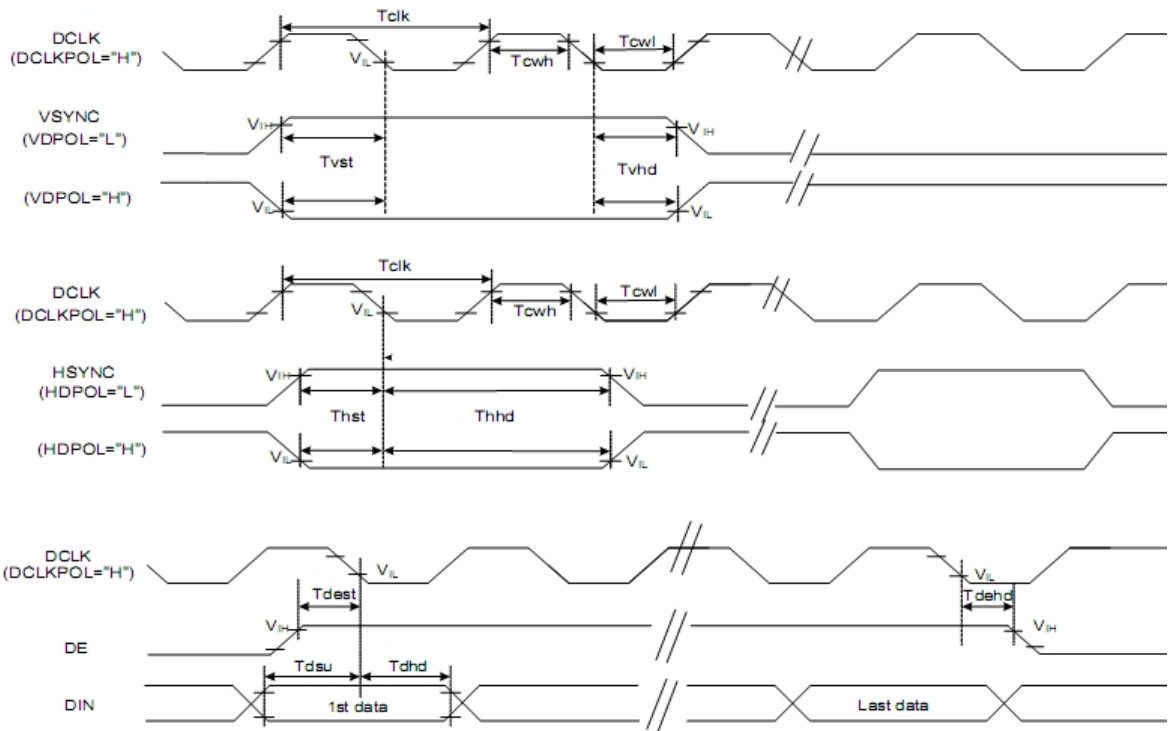 Tclk
DCLK
(DCLKPOL="H")
VIL
Tcwh
Tcwl
VSYNC
(VDPOL="L")
VIH
VIH
Tvst
Tvhd
(VDPOL="H")
VIL
VIL
Tclk
DCLK
(DCLKPOL="H")
VIL
Tcwh
Tcwl
HSYNC
(HDPOL="L")
VIH
VIH
Thst
Thhd
(HDPOL="H")
VIL
VIL
DCLK
(DCLKPOL="H")
VIL
VIL
Tdest
Tdehd
VIH
VIH
DE
Tdsu
Tdhd
DIN
1st data
Last data